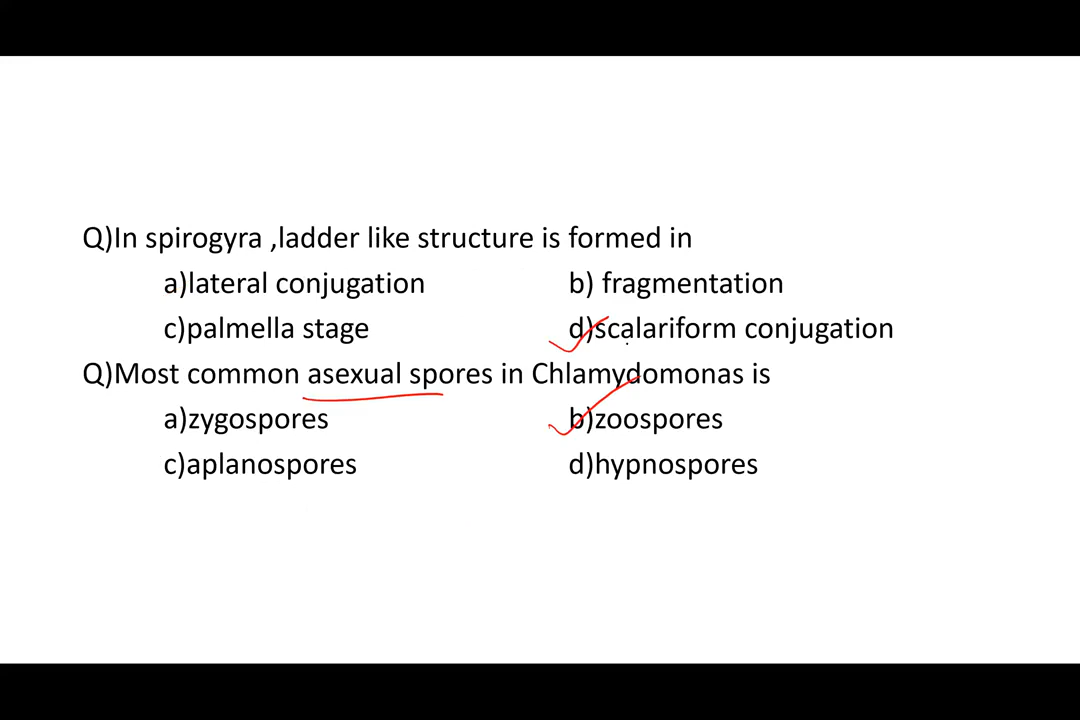 Q)In spirogyra ,ladder like structure is formed in
a)lateral conjugation b) fragmentation
c)palmella stage d)scalariform conjugation
Q)Most common asexual spores in Chlamydomonas is
a)zygospores b)zoospores
c)aplanospores d)hypnospores